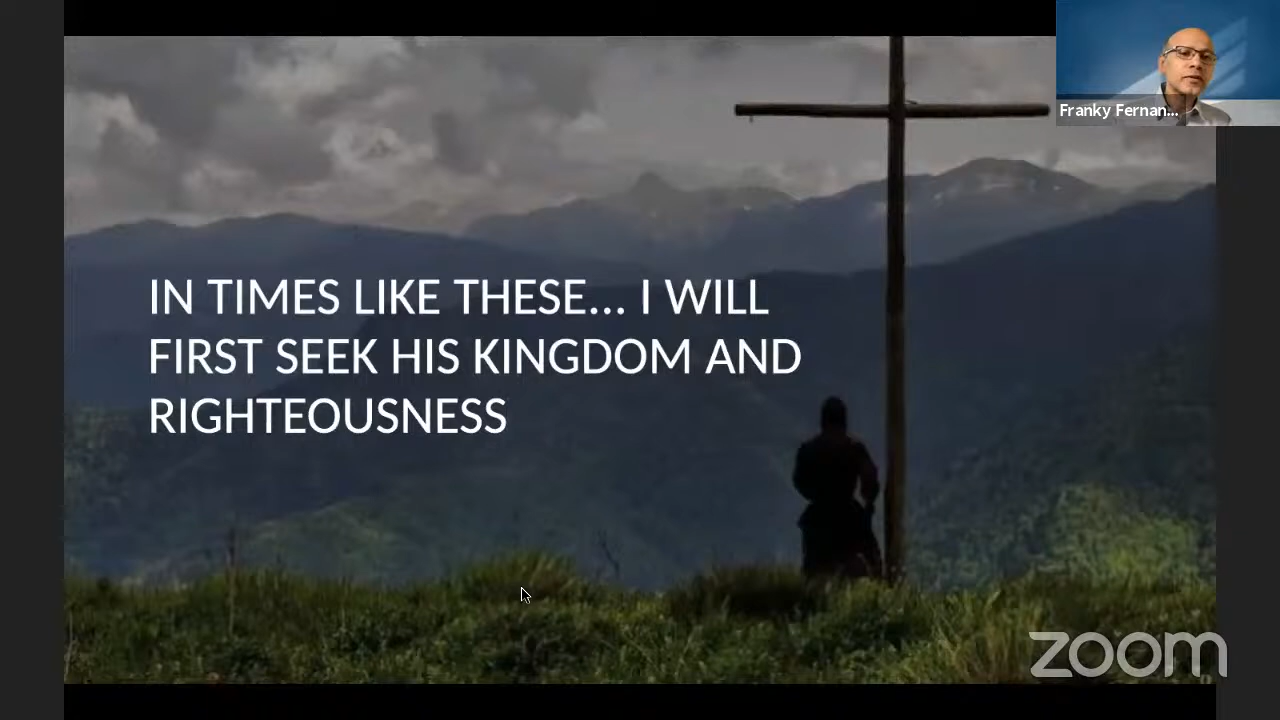 Franky Fernan...
IN TIMES LIKE THESE... I WILL
FIRST SEEK HIS KINGDOM AND
RIGHTEOUSNESS
zoom